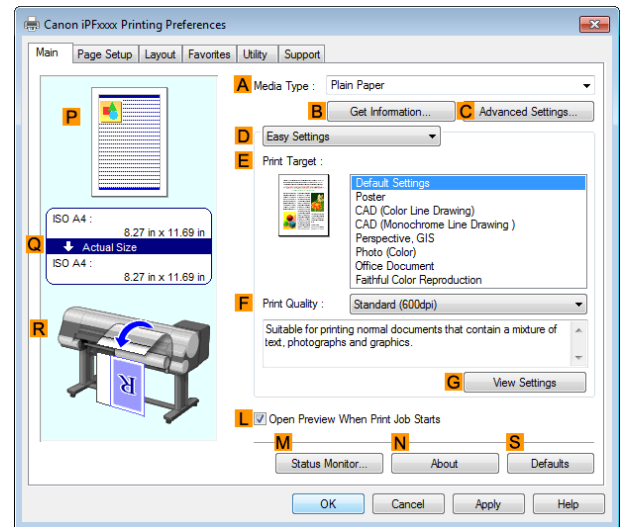 Canon iPFxxxx Printing Preferences
Main Page Setup Layout Favorites Utility Support
A Media Type : Plain Paper
B Get Information... C Advanced Settings...
D Easy Settings
E Print Target :
Default Settings
Poster
CAD (Color Line Drawing)
CAD (Monochrome Line Drawing )
Perspective, GIS
Photo (Color)
Office Document
Faithful Color Reproduction
F Print Quality : Standard (600dpi)
Suitable for printing normal documents that contain a mixture of
text, photographs and graphics.
G View Settings
P
Q
ISO A4 :
8.27 in x 11.69 in
Actual Size
ISO A4 :
8.27 in x 11.69 in
R
R
L Open Preview When Print Job Starts
M Status Monitor... N About S Defaults
OK Cancel Apply Help